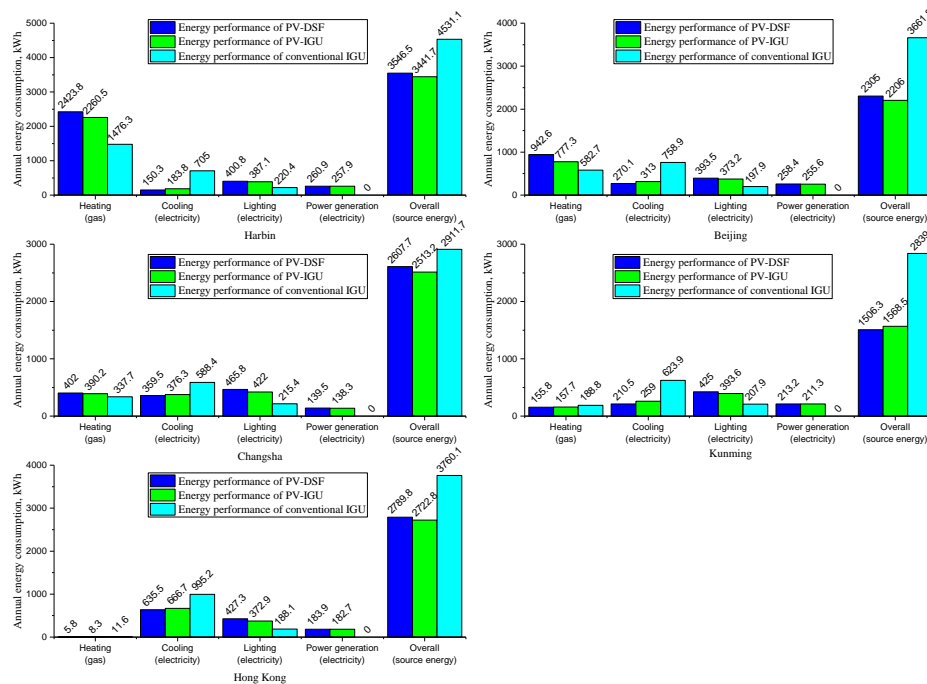 Annual energy consumption, kWh
5000
4000
3000
2000
1000
0
Energy performance of PV-DSF
Energy performance of PV-IGU
Energy performance of conventional IGU
2423.8
2260.5
1476.3
150.3
183.8
705
400.8
387.1
220.4
260.9
257.9
0
3546.5
3441.7
4531.1
Heating Cooling Lighting Power generation Overall
(gas) (electricity) (electricity) (electricity) (source energy)
Harbin
Annual energy consumption, kWh
4000
2000
0
Energy performance of PV-DSF
Energy performance of PV-IGU
Energy performance of conventional IGU
942.6
777.3
582.7
270.1
313
758.9
393.5
373.2
197.9
258.4
255.6
0
2305
2206
Heating Cooling Lighting Power generation Overall
(gas) (electricity) (electricity) (electricity) (source energy)
Beijing
Annual energy consumption, kWh
3000
2000
1000
0
Energy performance of PV-DSF
Energy performance of PV-IGU
Energy performance of conventional IGU
402
390.2
337.7
359.5
376.3
588.4
465.8
422
215.4
139.5
138.3
0
2607.7
2513.2
2911.7
Heating Cooling Lighting Power generation Overall
(gas) (electricity) (electricity) (electricity) (source energy)
Changsha
Annual energy consumption, kWh
3000
2000
1000
0
Energy performance of PV-DSF
Energy performance of PV-IGU
Energy performance of conventional IGU
155.8
157.7
188.8
210.5
259
623.9
425
393.6
207.9
213.2
211.3
0
1506.3
1568.5
2839
Heating Cooling Lighting Power generation Overall
(gas) (electricity) (electricity) (electricity) (source energy)
Kunming
Annual energy consumption, kWh
4000
3000
2000
1000
0
Energy performance of PV-DSF
Energy performance of PV-IGU
Energy performance of conventional IGU
5.8
8.3
11.6
635.5
666.7
995.2
427.3
372.9
188.1
183.9
182.7
0
2789.8
2722.8
3760.1
Heating Cooling Lighting Power generation Overall
(gas) (electricity) (electricity) (electricity) (source energy)
Hong Kong